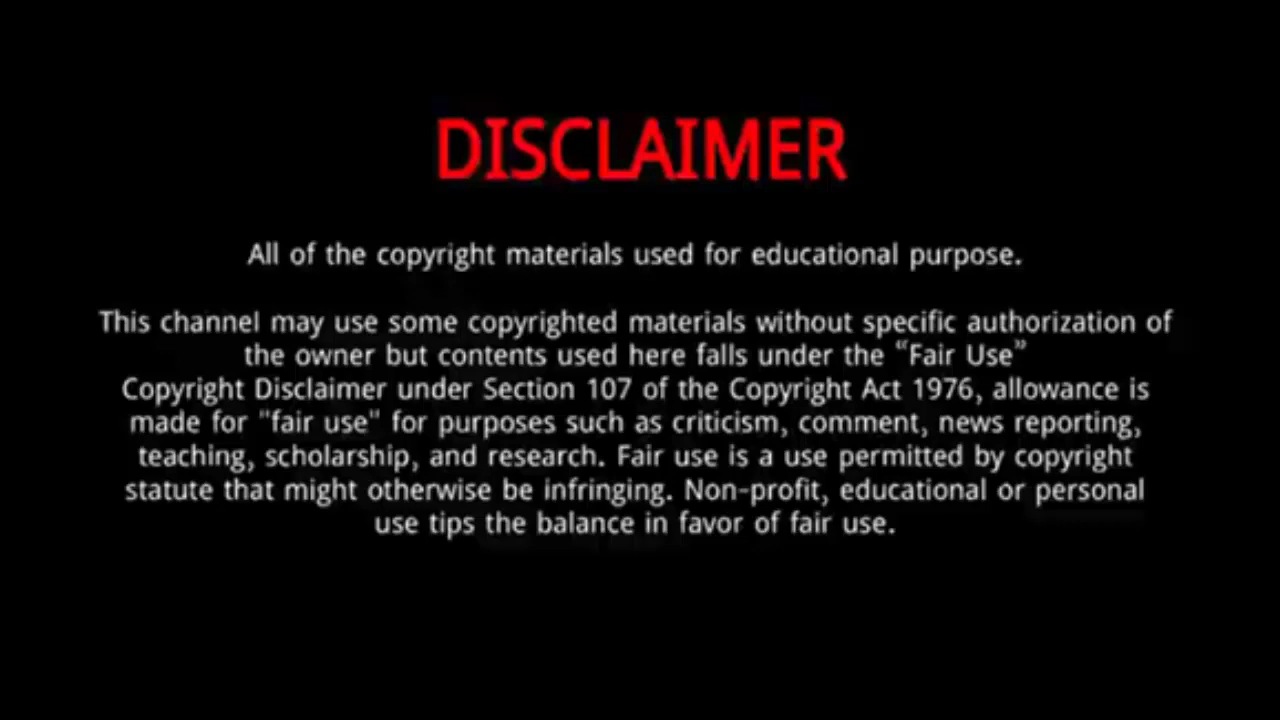 DISCLAIMER
All of the copyright materials used for educational purpose.
This channel may use some copyrighted materials without specific authorization of
the owner but contents used here falls under the “Fair Use”
Copyright Disclaimer under Section 107 of the Copyright Act 1976, allowance is
made for "fair use" for purposes such as criticism, comment, news reporting,
teaching, scholarship, and research. Fair use is a use permitted by copyright
statute that might otherwise be infringing. Non-profit, educational or personal
use tips the balance in favor of fair use.